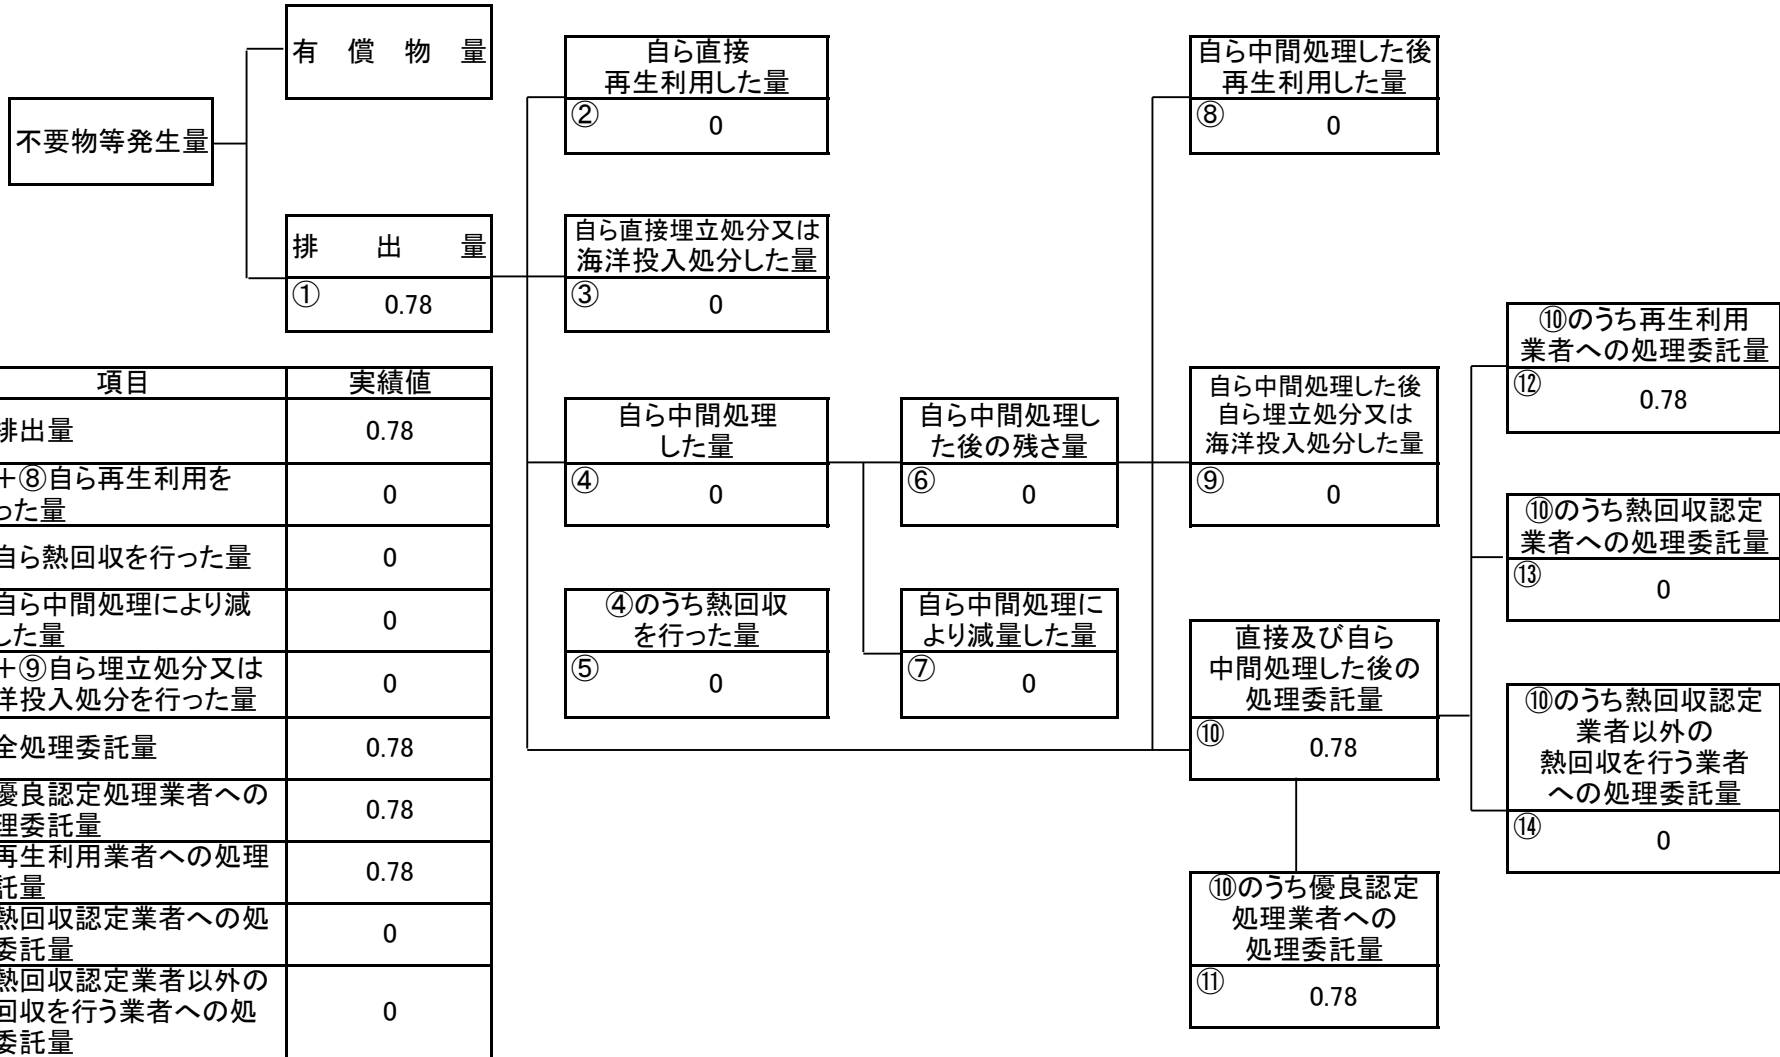 有償物量
不要物等発生量
排出量
①
0.78
自ら直接
再生利用した量
②
0
自ら直接埋立処分又は
海洋投入処分した量
③
0
自ら中間処理
した量
④
0
④のうち熱回収
を行った量
⑤
0
自ら中間処理し
た後の残さ量
⑥
0
自ら中間処理に
より減量した量
⑦
0
自ら中間処理した後
再生利用した量
⑧
0
自ら中間処理した後
自ら埋立処分又は
海洋投入処分した量
⑨
0
直接及び自ら
中間処理した後の
処理委託量
⑩
0.78
⑩のうち優良認定
処理業者への
処理委託量
⑪
0.78
⑩のうち再生利用
業者への処理委託量
⑫
0.78
⑩のうち熱回収認定
業者への処理委託量
⑬
0
⑩のうち熱回収認定
業者以外の
熱回収を行う業者
への処理委託量
⑭
0
項目 実績値
排出量 0.78
+⑧自ら再生利用を
った量 0
自ら熱回収を行った量 0
自ら中間処理により減
した量 0
+⑨自ら埋立処分又は
洋投入処分を行った量 0
全処理委託量 0.78
優良認定処理業者への
理委託量 0.78
再生利用業者への処理
託量 0.78
熱回収認定業者への処
委託量 0
熱回収認定業者以外の
回収を行う業者への処
委託量 0